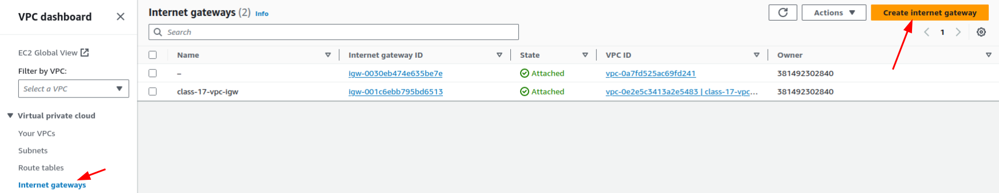 VPC dashboard
EC2 Global View
Filter by VPC:
Select a VPC
Virtual private cloud
Your VPCs
Subnets
Route tables
Internet gateways
Internet gateways (2) Info
Actions
Create internet gateway
Search
1
Name Internet gateway ID State VPC ID Owner
– igw-0030eb474e635be7e Attached vpc-0a7fd525ac69fd241 381492302840
class-17-vpc-igw igw-001c6ebb795bd6513 Attached vpc-0e2e5c3413a2e5483 | class-17-vpc… 381492302840